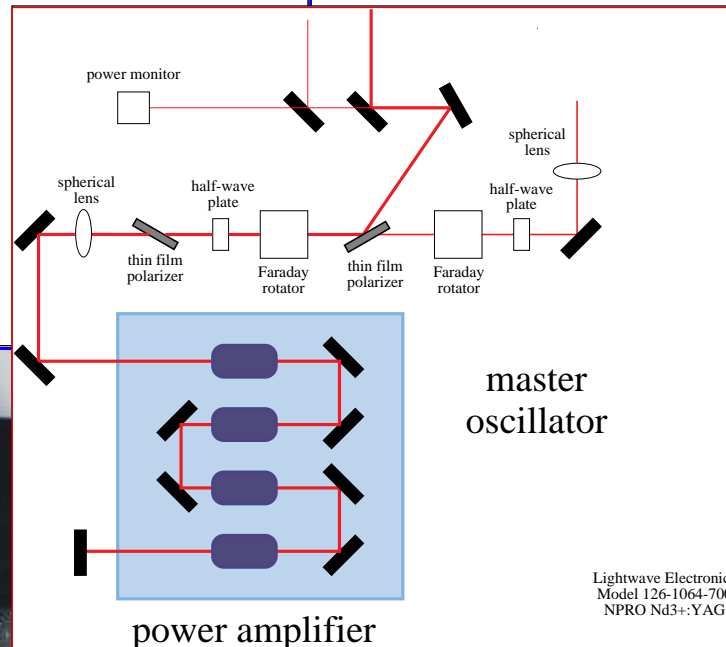 power monitor
spherical
lens
half-wave
plate
thin film
polarizer
Faraday
rotator
thin film
polarizer
Faraday
rotator
half-wave
plate
spherical
lens
master
oscillator
power amplifier
Lightwave Electronic
Model 126-1064-700
NPRO Nd3+:YAG